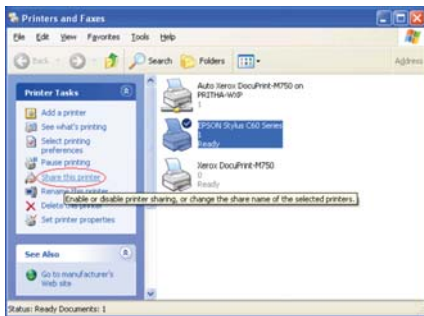 Printers and Faxes
File Edit View Favorites Tools Help
Back Search Folders Address
Printer Tasks
Add a printer
See what's printing
Select printing
preferences
Pause printing
Share this printer
Rename this printer
Delete this printer
Set printer properties
Enable or disable printer sharing, or change the share name of the selected printers.
See Also
Go to manufacturer's
Web site
Auto Xerox DocuPrint-M750 on
PRITHA-WXP
1
EPSON Stylus C60 Series
1
Ready
Xerox DocuPrint-M750
0
Ready
Status: Ready Documents: 1